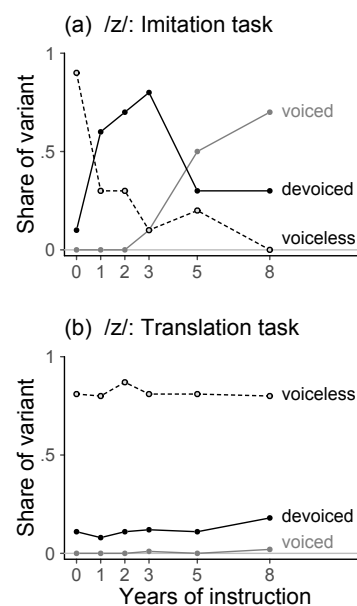 (a) /z/: Imitation task
Share of variant
1
.5
0
voiced
devoiced
voiceless
0 1 2 3 5 8
(b) /z/: Translation task
Share of variant
1
.5
0
voiceless
devoiced
voiced
0 1 2 3 5 8
Years of instruction